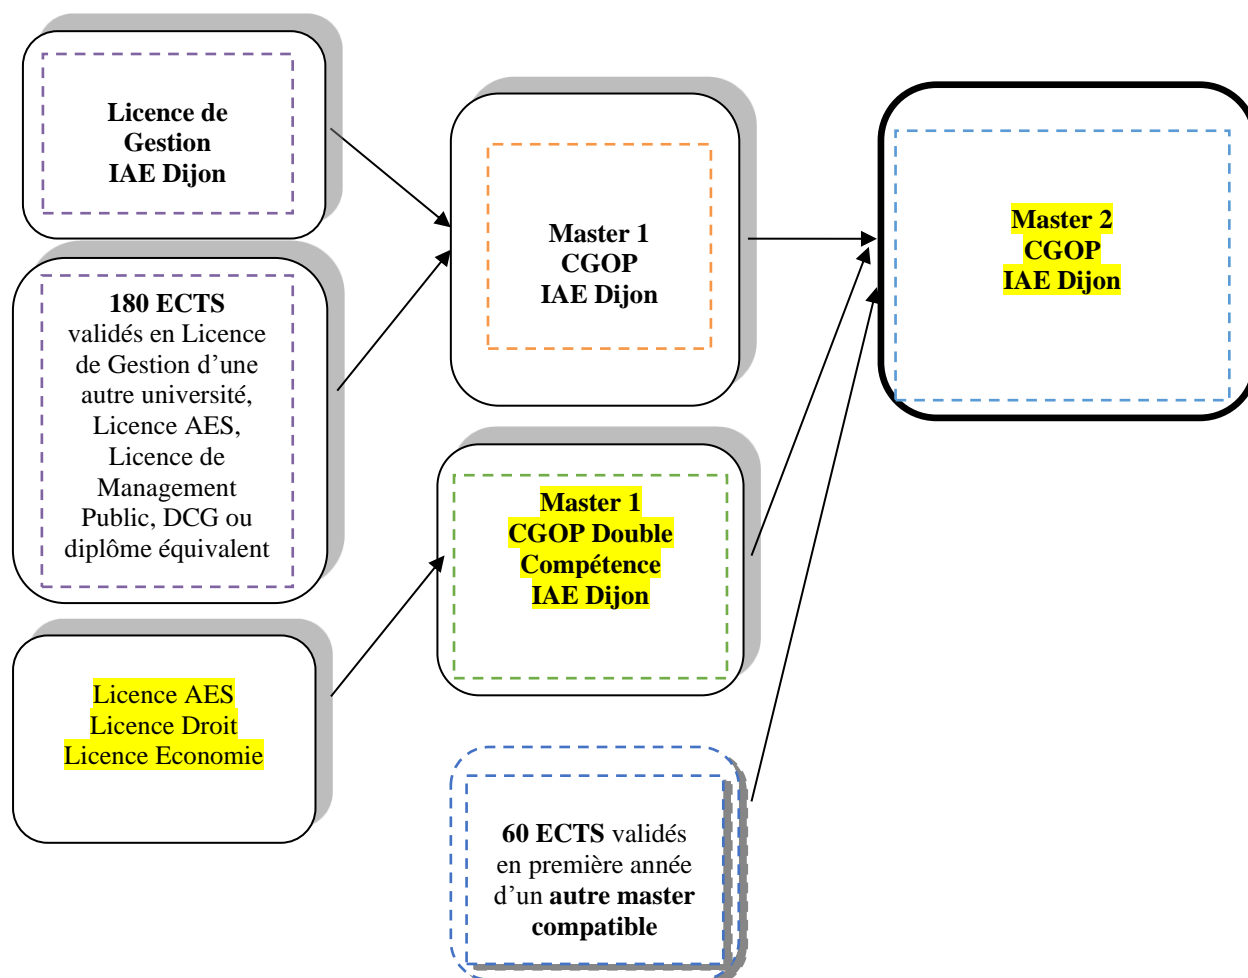 Licence de
Gestion
IAE Dijon
180 ECTS
validés en Licence
de Gestion d’une
autre université,
Licence AES,
Licence de
Management
Public, DCG ou
diplôme équivalent
Licence AES
Licence Droit
Licence Economie
Master 1
CGOP
IAE Dijon
Master 1
CGOP Double
Compétence
IAE Dijon
60 ECTS validés
en première année
d’un autre master
compatible
Master 2
CGOP
IAE Dijon